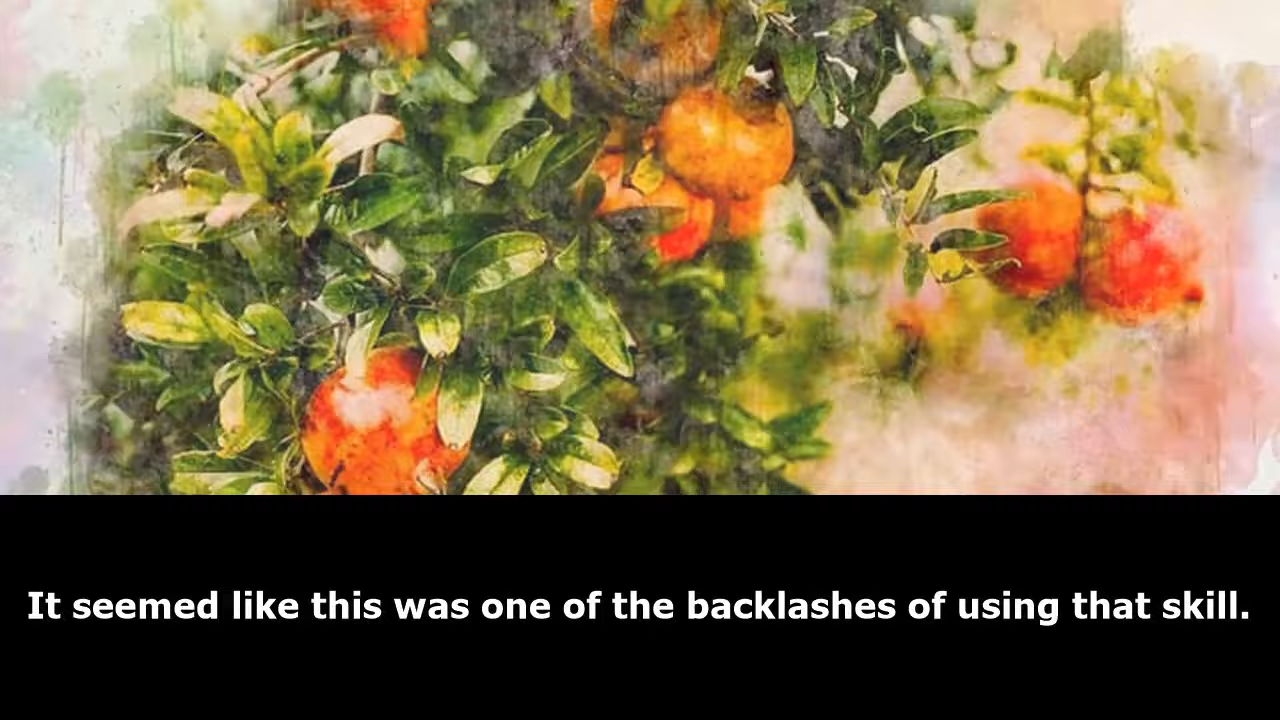 It seemed like this was one of the backlashes of using that skill.